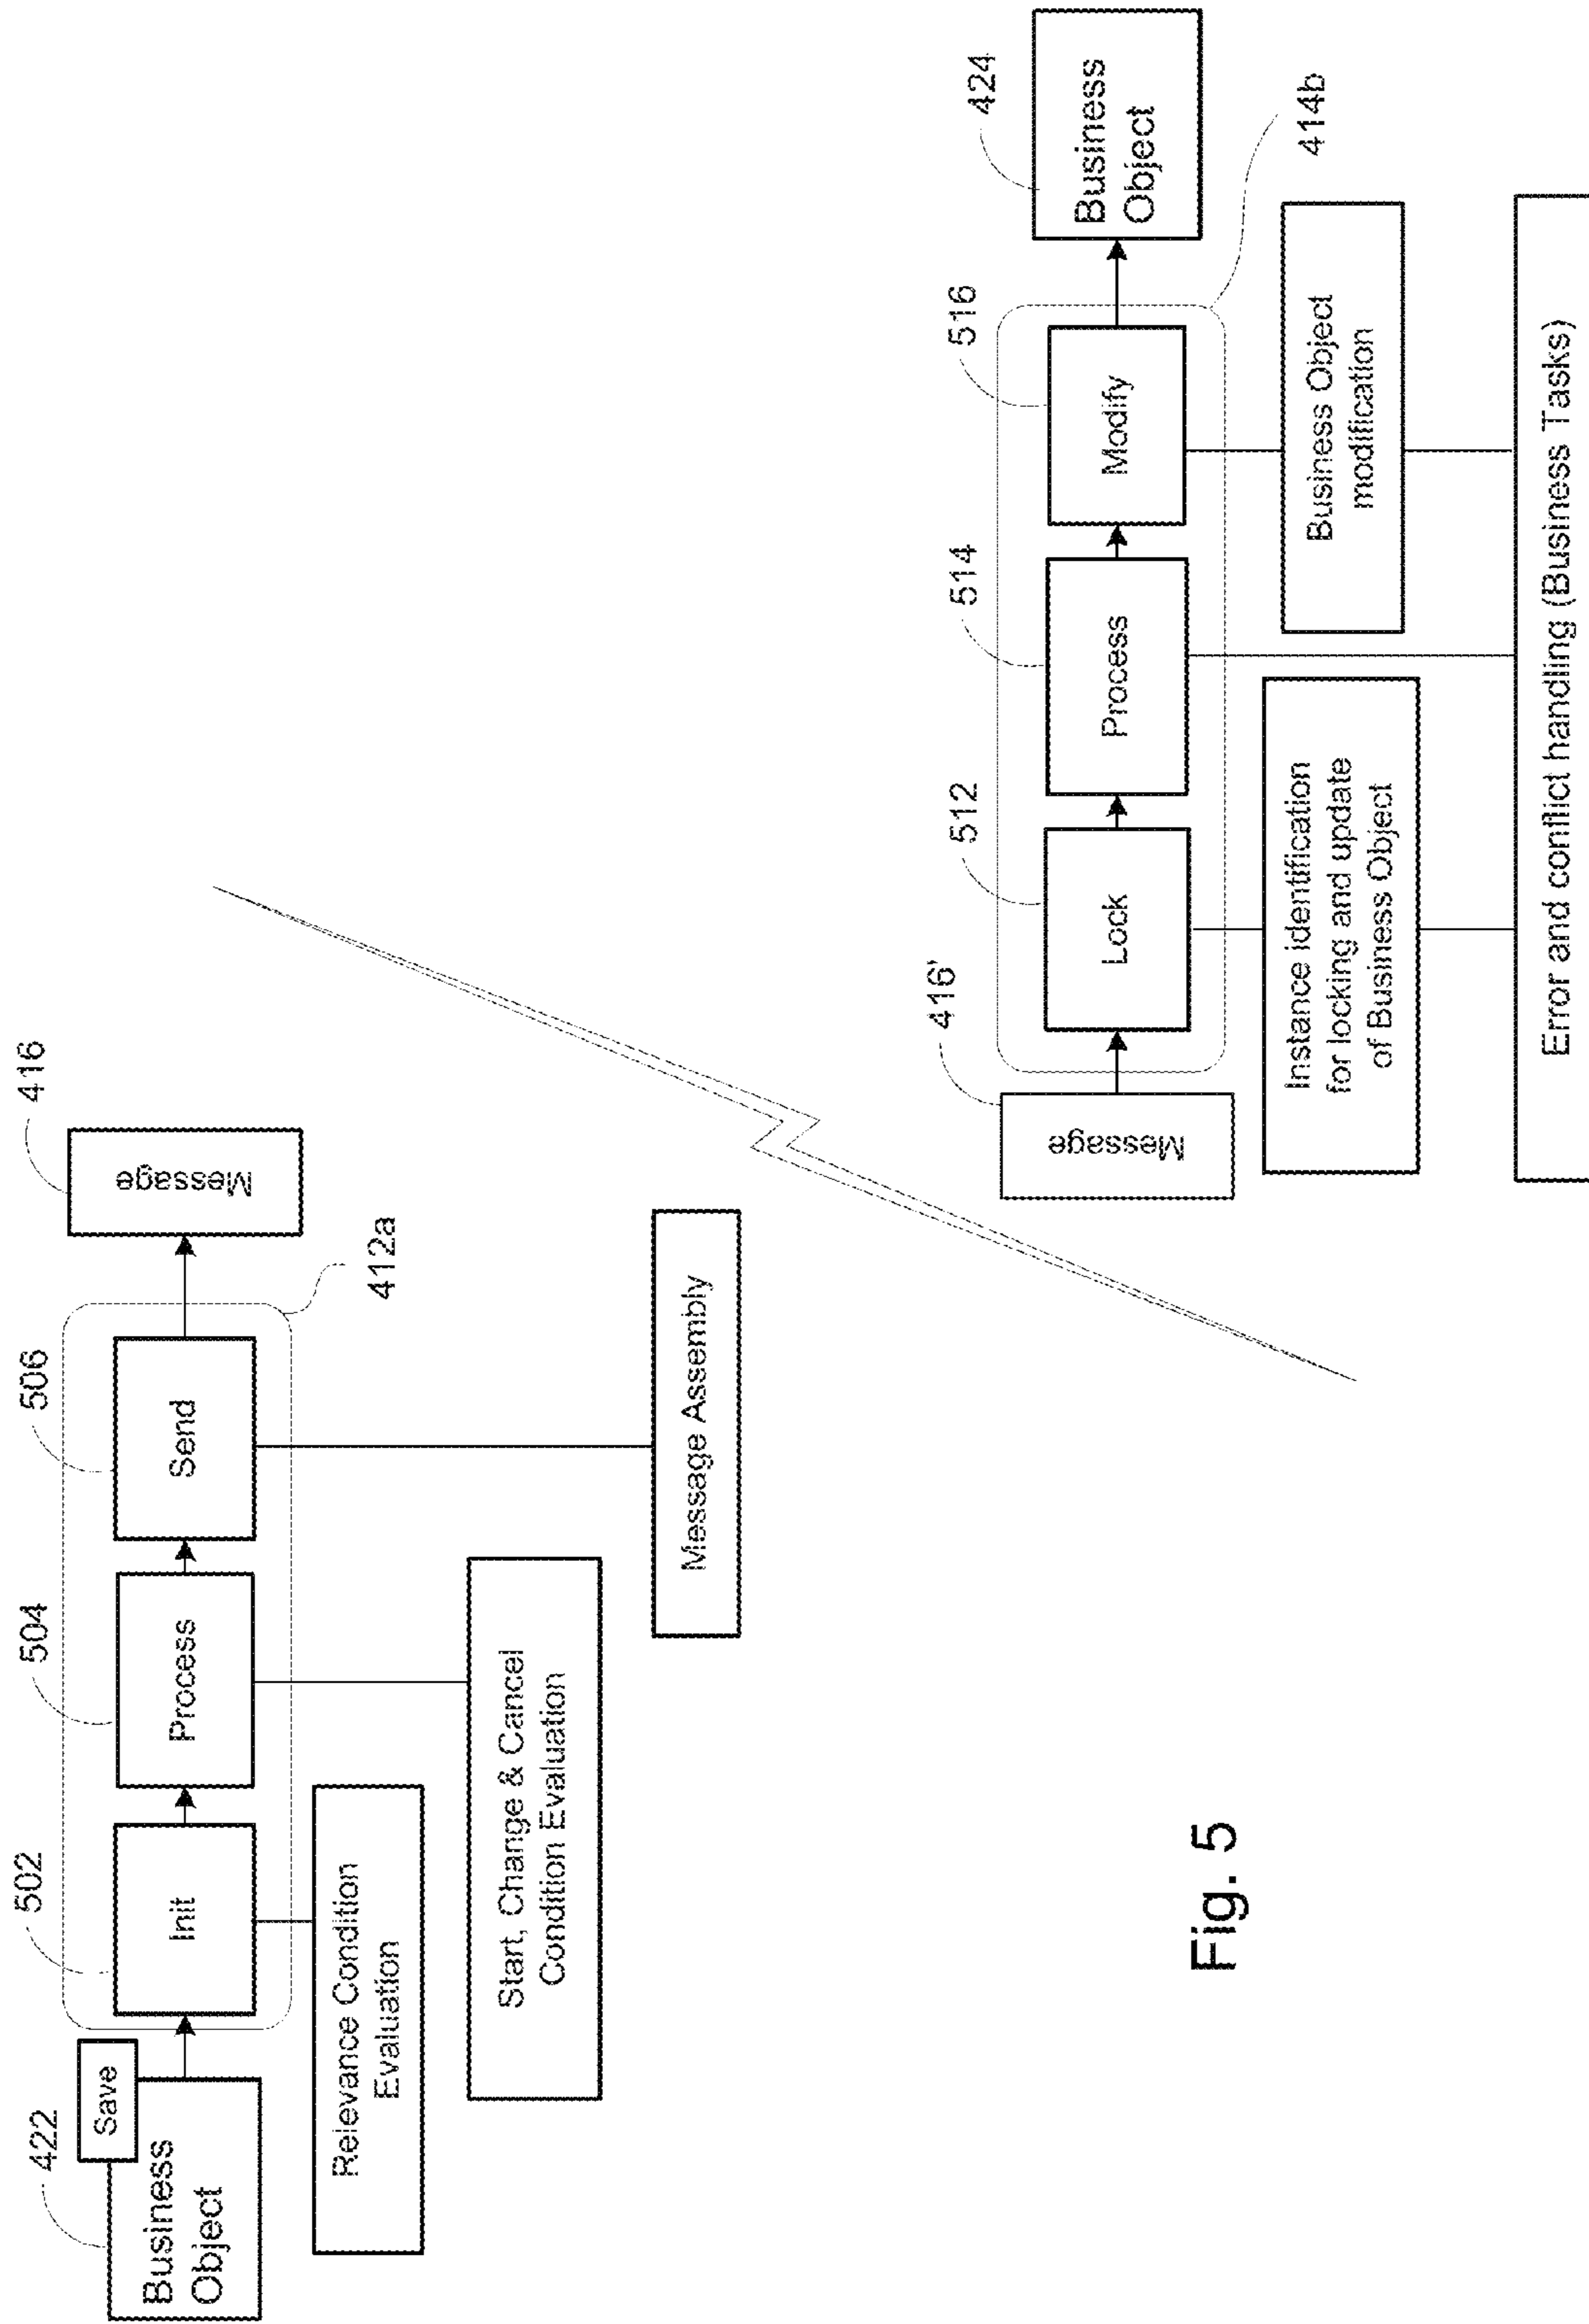 422
Save
Business
Object
502
Init
504
Process
506
Send
412a
416
Message
Relevance Condition
Evaluation
Start, Change & Cancel
Condition Evaluation
Message Assembly
416'
Message
512
Lock
514
Process
516
Modify
424
Business
Object
414b
Instance identification
for locking and update
of Business Object
Business Object
modification
Error and conflict handling (Business Tasks)
Fig. 5